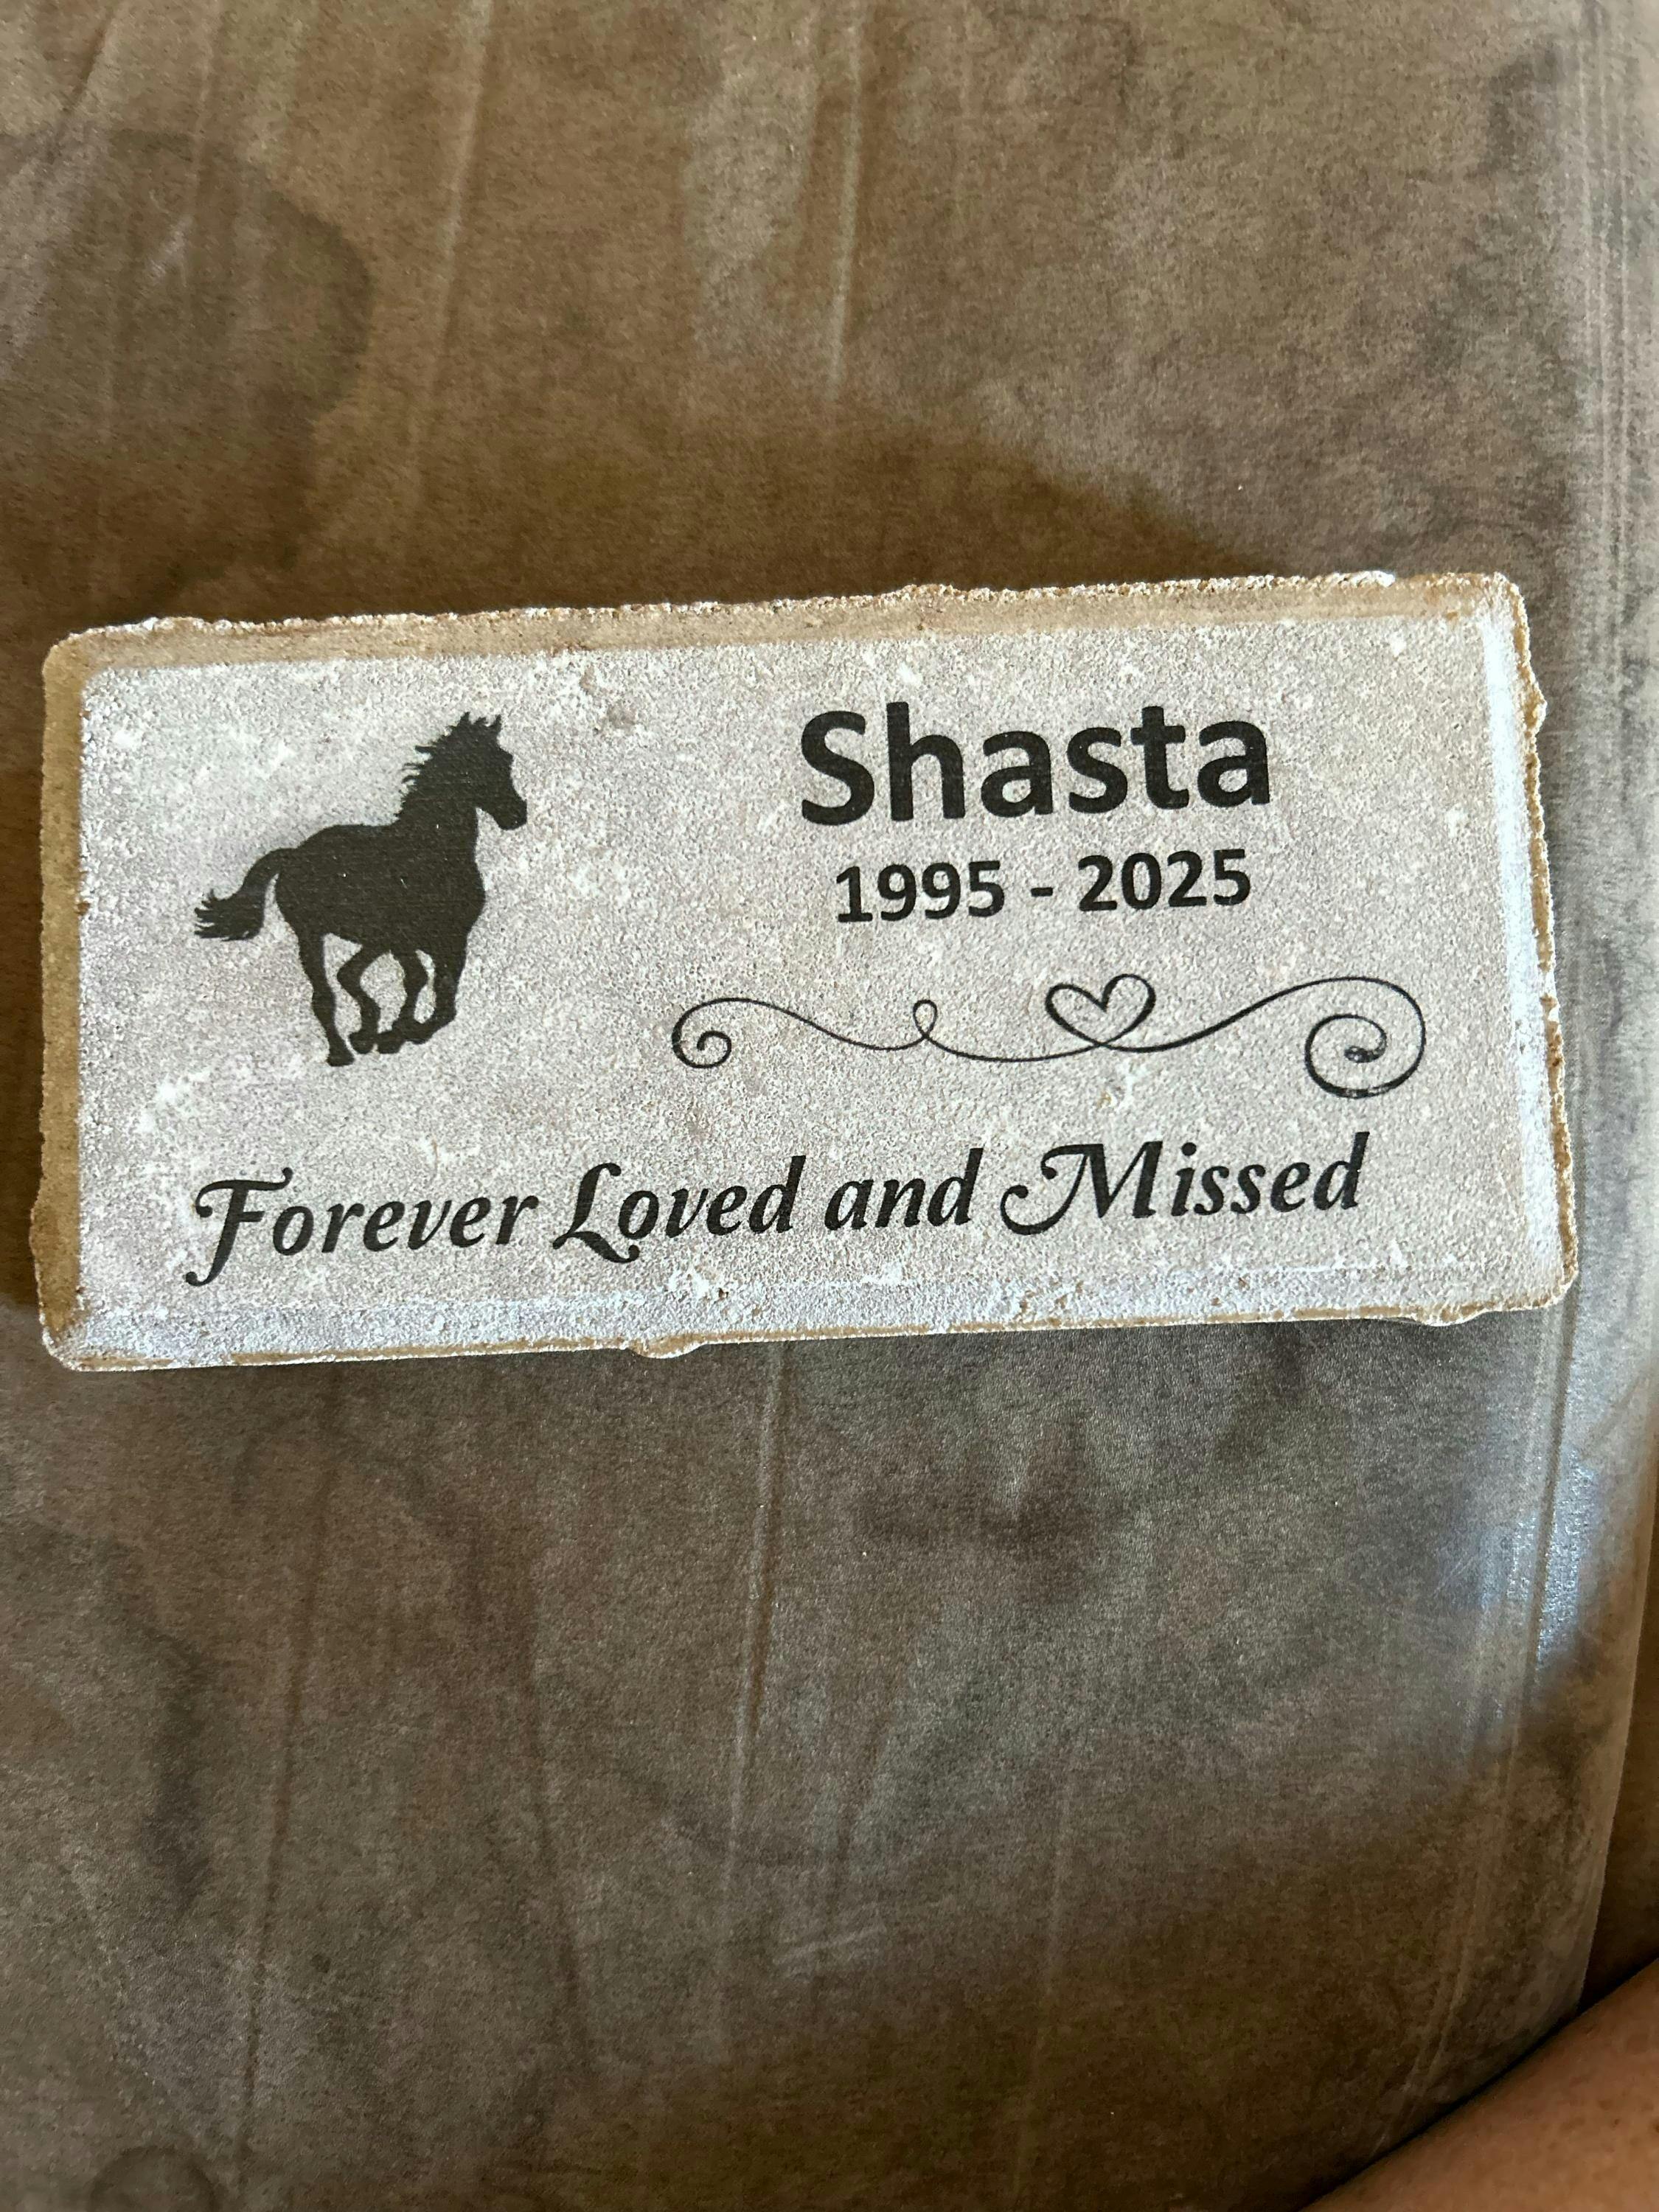 Shasta
1995 - 2025
Forever Loved and Missed